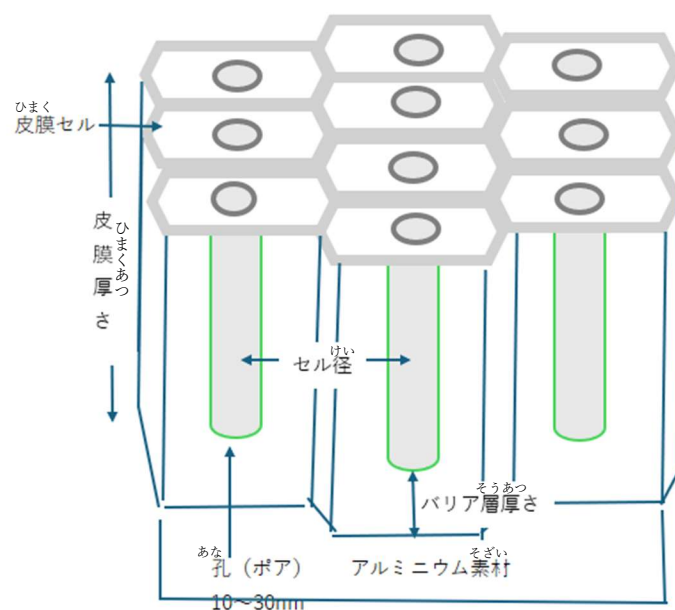 ひまく
皮膜セル
皮膜厚さ
ひまくあつ
けい
セル径
そうあつ
バリア層厚さ
あな
孔（ポア）
10～30nm
そざい
アルミニウム素材